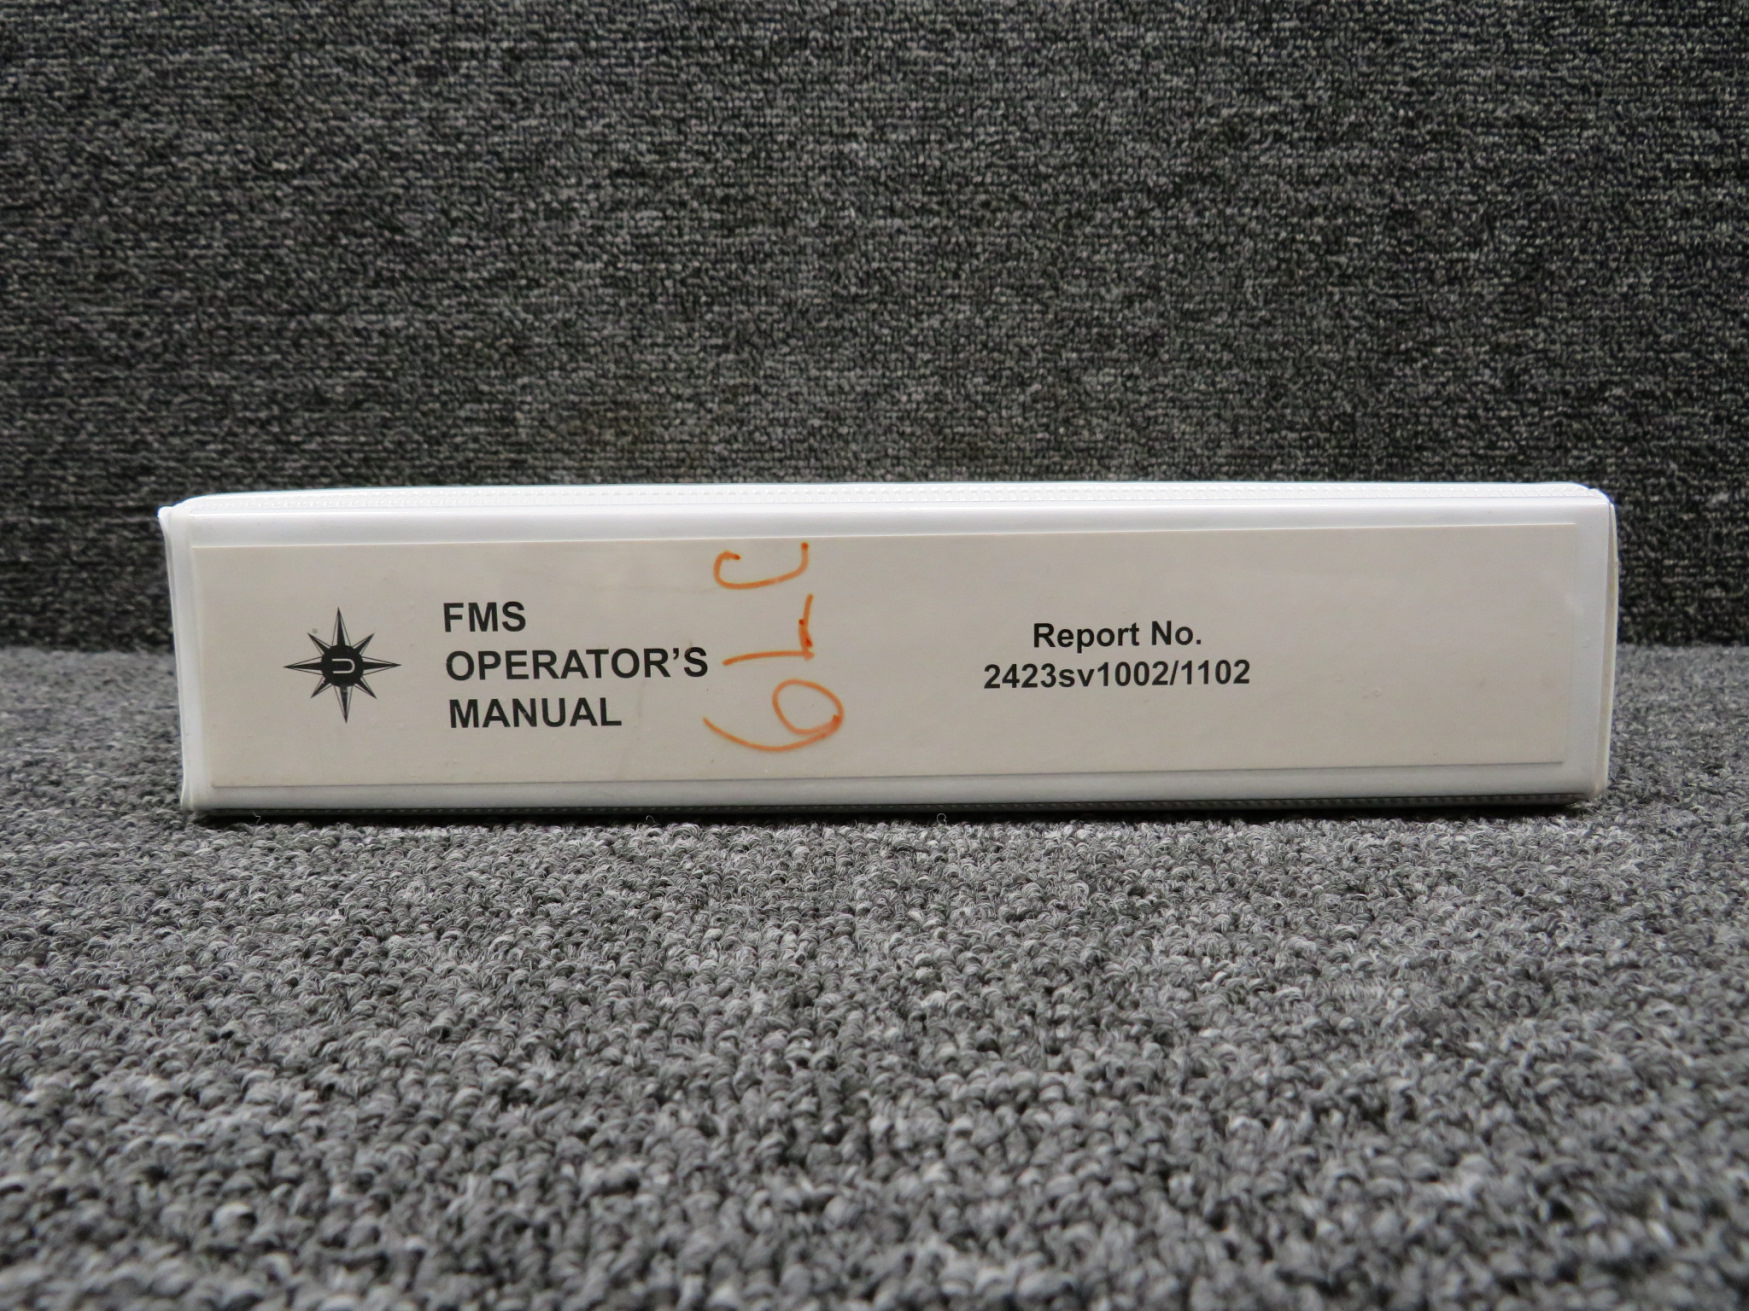 FMS
OPERATOR'S
MANUAL
U
Report No.
2423sv1002/1102